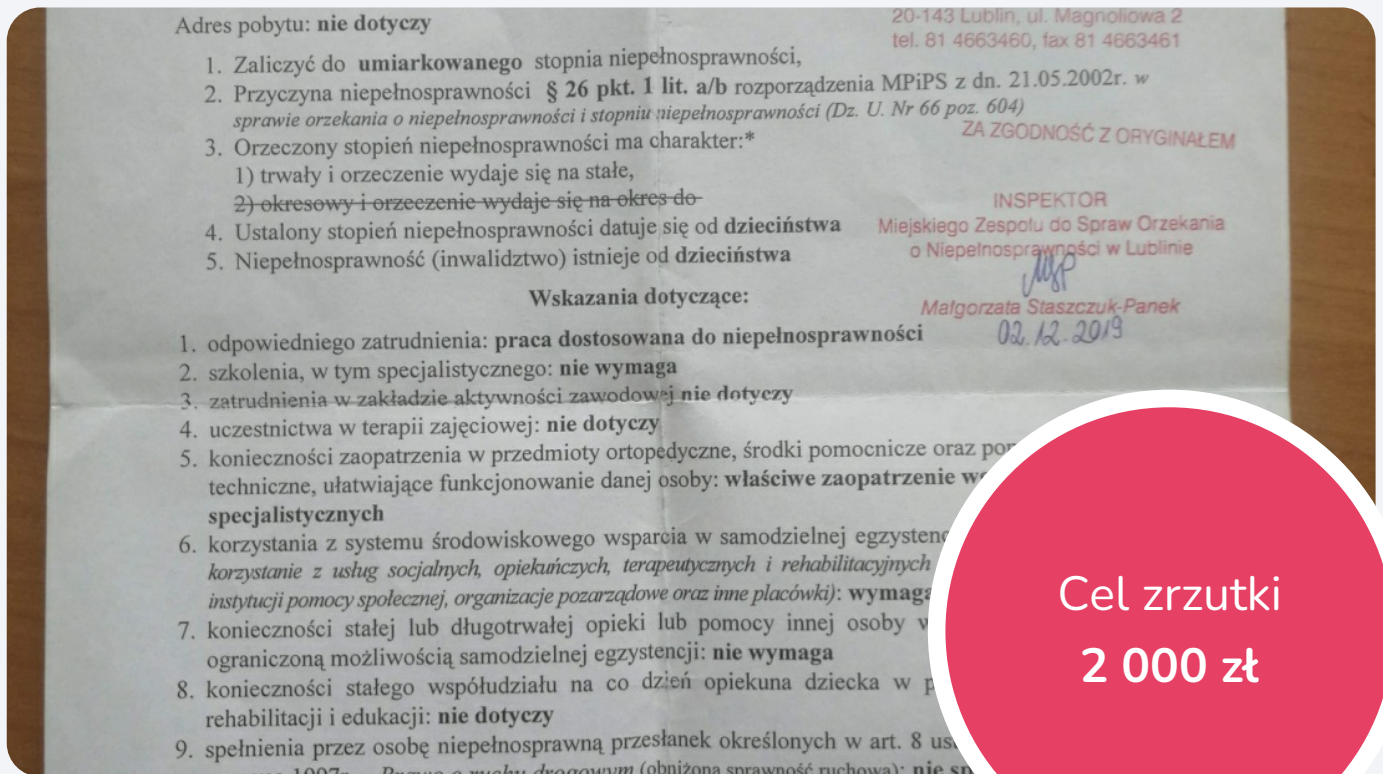 Adres pobytu: nie dotyczy
20-143 Lublin, ul. Magnoliowa 2
tel. 81 4663460, fax 81 4663461
1. Zaliczyć do umiarkowanego stopnia niepełnosprawności,
2. Przyczyna niepełnosprawności § 26 pkt. 1 lit. a/b rozporządzenia MPiPS z dn. 21.05.2002r. w
sprawie orzekania o niepełnosprawności i stopniu niepełnosprawności (Dz. U. Nr 66 poz. 604)
ZA ZGODNOŚĆ Z ORYGINAŁEM
3. Orzeczony stopień niepełnosprawności ma charakter:*
1) trwały i orzeczenie wydaje się na stałe,
2) okresowy i orzeczenie wydaje się na okres do
4. Ustalony stopień niepełnosprawności datuje się od dzieciństwa
5. Niepełnosprawność (inwalidztwo) istnieje od dzieciństwa
INSPEKTOR
Miejskiego Zespołu do Spraw Orzekania
o Niepełnosprawności w Lublinie
Małgorzata Staszczuk-Panek
02.12.2019
Wskazania dotyczące:
1. odpowiedniego zatrudnienia: praca dostosowana do niepełnosprawności
2. szkolenia, w tym specjalistycznego: nie wymaga
3. zatrudnienia w zakładzie aktywności zawodowej nie dotyczy
4. uczestnictwa w terapii zajęciowej: nie dotyczy
5. konieczności zaopatrzenia w przedmioty ortopedyczne, środki pomocnicze oraz
techniczne, ułatwiające funkcjonowanie danej osoby: właściwe zaopatrzenie
specjalistycznych
6. korzystania z systemu środowiskowego wsparcia w samodzielnej
korzystanie z usług socjalnych, opiekuńczych, terapeutycznych i rehabilitacyjnych
instytucji pomocy społecznej, organizacje pozarządowe oraz inne placówki): wymaga
7. konieczności stałej lub długotrwałej opieki lub pomocy innej osoby
ograniczoną możliwością samodzielnej egzystencji: nie wymaga
8. konieczności stałego współudziału na co dzień opiekuna dziecka w
rehabilitacji i edukacji: nie dotyczy
9. spełnienia przez osobę niepełnosprawną przesłanek określonych w art. 8
1997r. Prawo o ruchu drogowym (obniżona sprawność ruchowa): nie
Cel zrzutki
2 000 zł